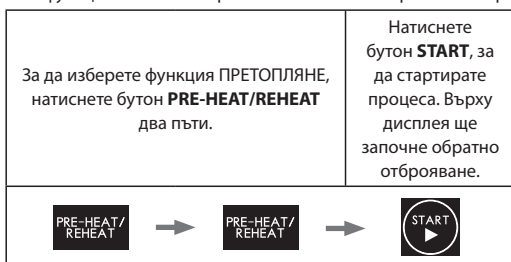 За да изберете функция ПРЕТОПЛЯНЕ,
натиснете бутон PRE-HEAT/REHEAT
два пъти.
Натиснете
бутон START, за
да стартирате
процеса. Върху
дисплея ще
започне обратно
отброяване.
PRE-HEAT/
REHEAT
PRE-HEAT/
REHEAT
START